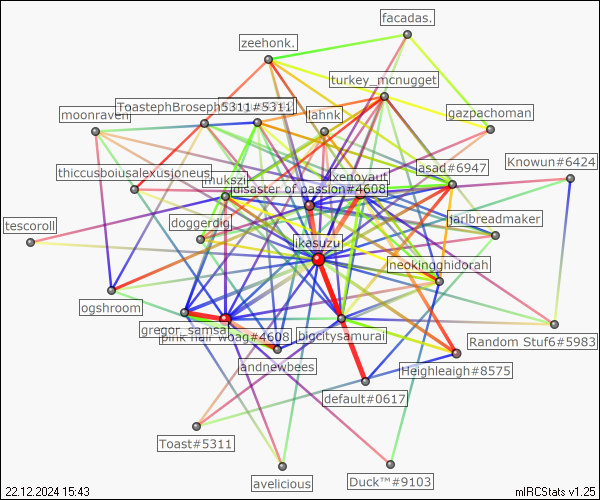 facadas.
zeehonk.
turkey_mcnugget
ToastephBroseph5311#5311
moonraven
lahnk
gazpachoman
Knowun#6424
asad#6947
thiccusboiusalexusjoneus
xenovaut
mukszi
disaster of passion#4608
jarlbreadmaker
tescoroll
doggerdig
ikasuzu
neokingghidorah
ogshroom
gregor_samsa
pink hair woag#4608
bigcitysamurai
Random Stuf6#5983
andnewbees
Heighleaigh#8575
default#0617
Toast#5311
avelicious
Duck™#9103
22.12.2024 15:43
mIRCStats v1.25